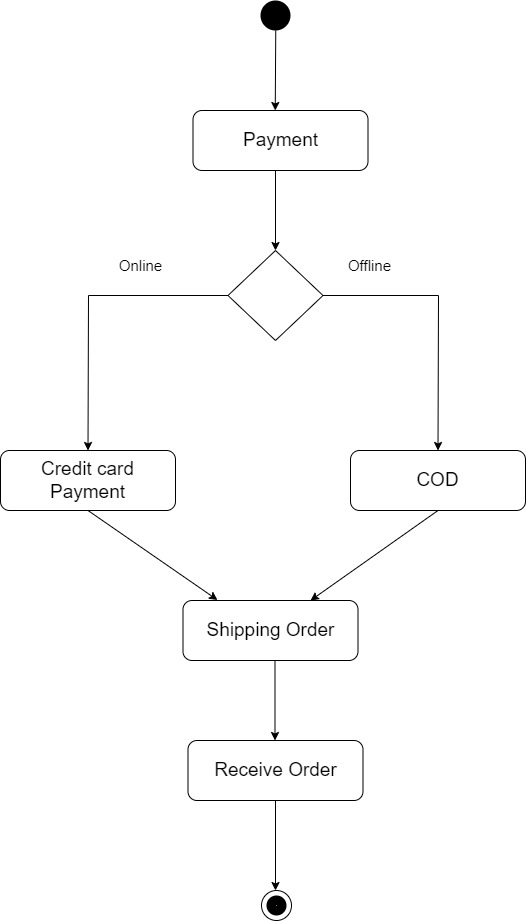 Payment
Online
Offline
Credit card
Payment
COD
Shipping Order
Receive Order